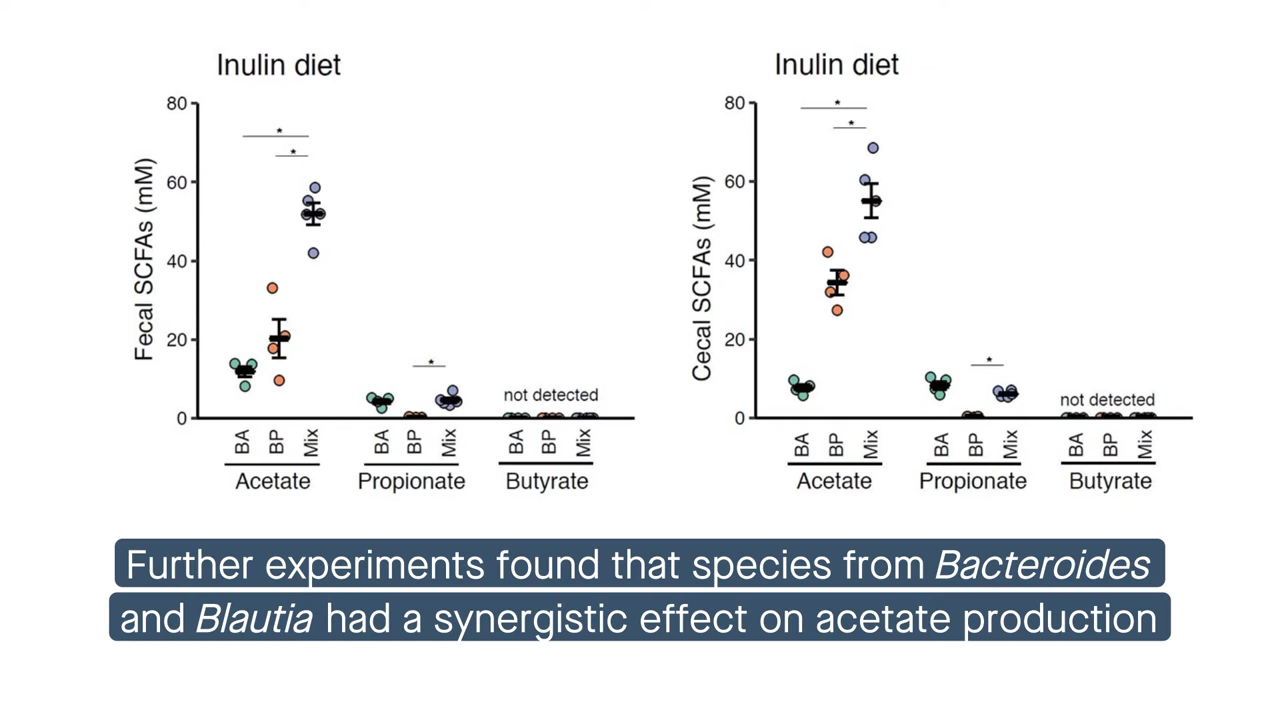 Inulin diet
Fecal SCFAs (mM)
80
60
40
20
0
*
*
*
not detected
BA
BP
Mix
BA
BP
Mix
BA
BP
Mix
Acetate
Propionate
Butyrate
Inulin diet
Cecal SCFAs (mM)
80
60
40
20
0
*
*
*
not detected
BA
BP
Mix
BA
BP
Mix
BA
BP
Mix
Acetate
Propionate
Butyrate
Further experiments found that species from Bacteroides
and Blautia had a synergistic effect on acetate production